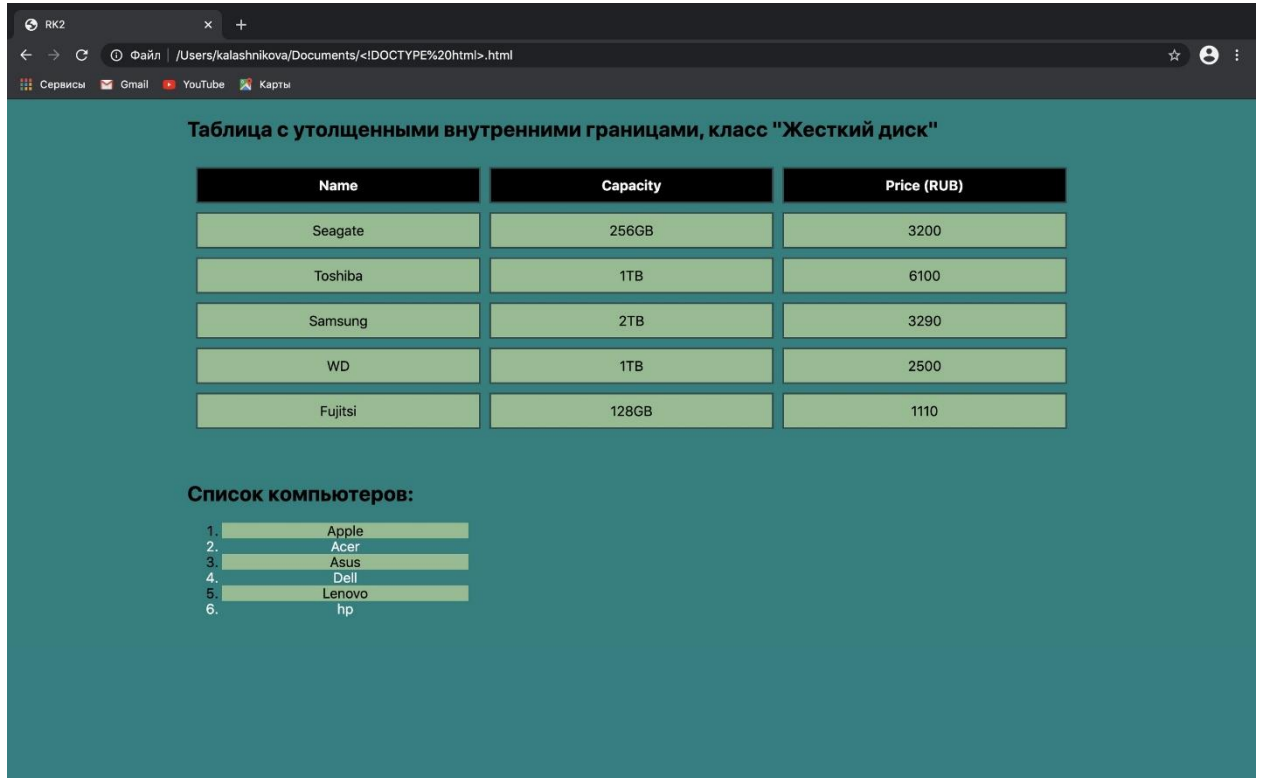 RK2
Файл | /Users/kalashnikova/Documents/<!DOCTYPE%20html>.html
Сервисы Gmail YouTube Карты
Таблица с утолщенными внутренними границами, класс "Жесткий диск"
Name Capacity Price (RUB)
Seagate 256GB 3200
Toshiba 1TB 6100
Samsung 2TB 3290
WD 1TB 2500
Fujitsi 128GB 1110
Список компьютеров:
1. Apple
2. Acer
3. Asus
4. Dell
5. Lenovo
6. hp